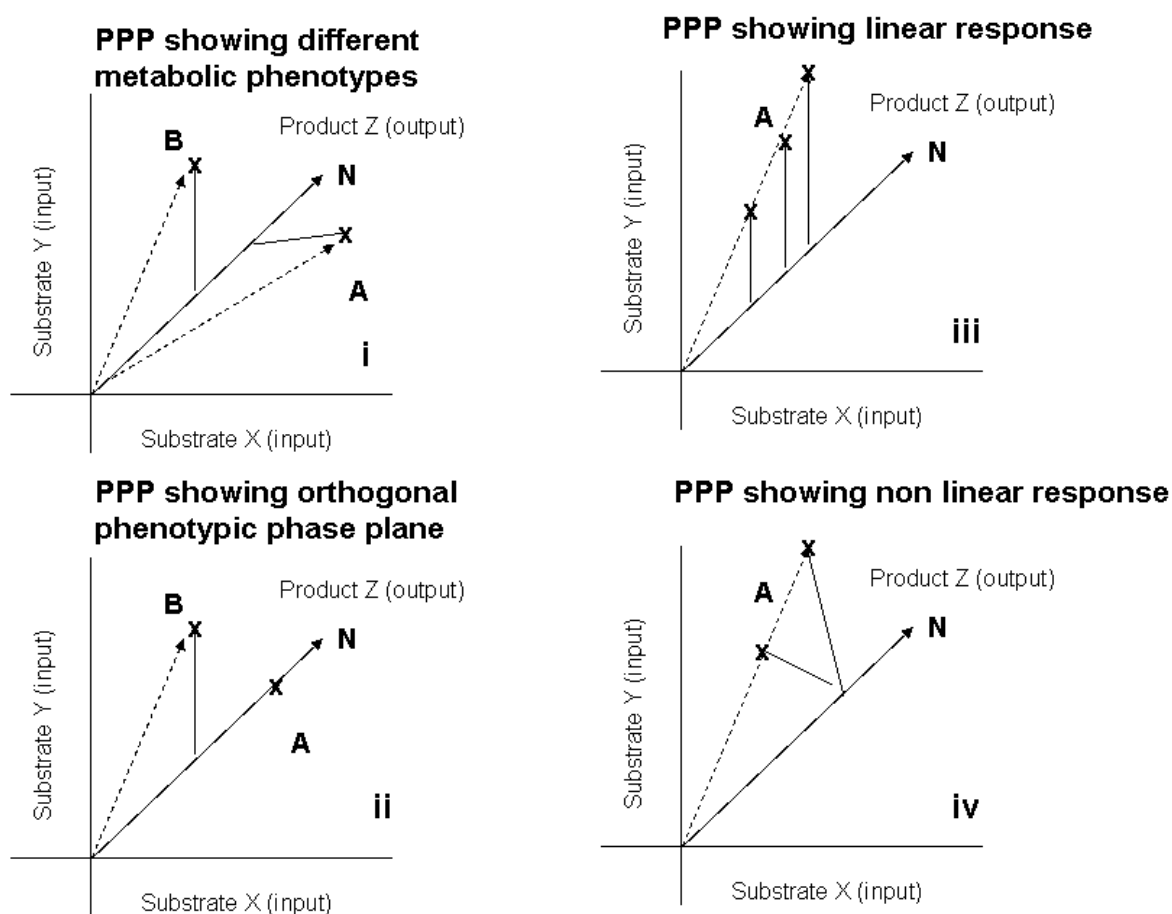 PPP showing different
metabolic phenotypes
Product Z (output)
B
N
X
X
A
Substrate Y (input)
i
Substrate X (input)
PPP showing linear response
X
Product Z (output)
A
X
N
X
Substrate Y (input)
iii
Substrate X (input)
PPP showing orthogonal
phenotypic phase plane
Product Z (output)
B
X
N
X
A
Substrate Y (input)
ii
Substrate X (input)
PPP showing non linear response
X
Product Z (output)
A
N
X
Substrate Y (input)
iv
Substrate X (input)